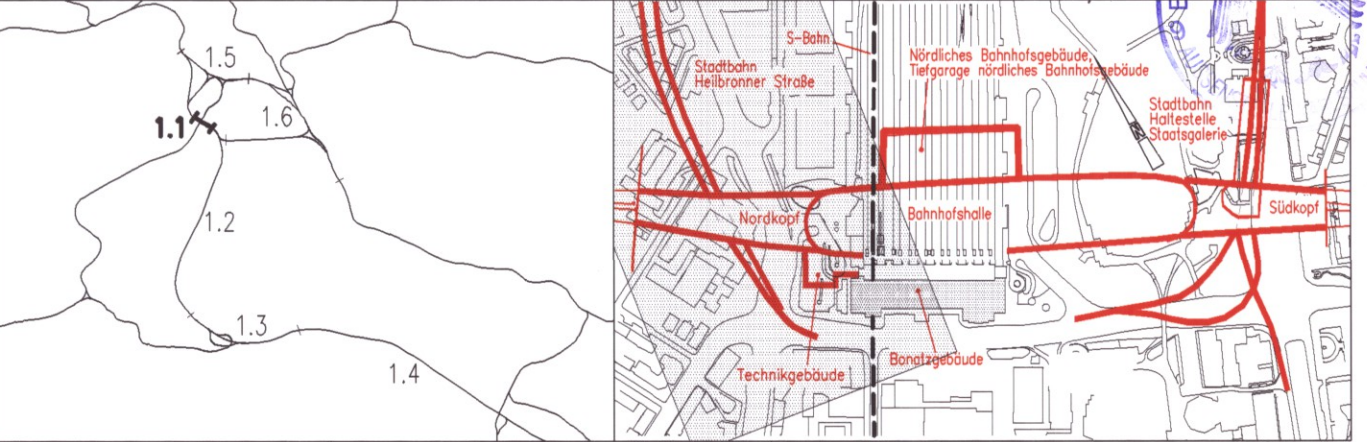 1.5
1.6
1.1
1.2
1.3
1.4
S-Bahn
Nördliches Bahnhofsgebäude,
Tiefgarage nördliches Bahnhofsgebäude
Stadtbahn
Heilbronner Straße
Stadtbahn
Haltestelle
Staatsgalerie
Nordkopf
Bahnhofshalle
Südkopf
Technikgebäude
Bonatzgebäude